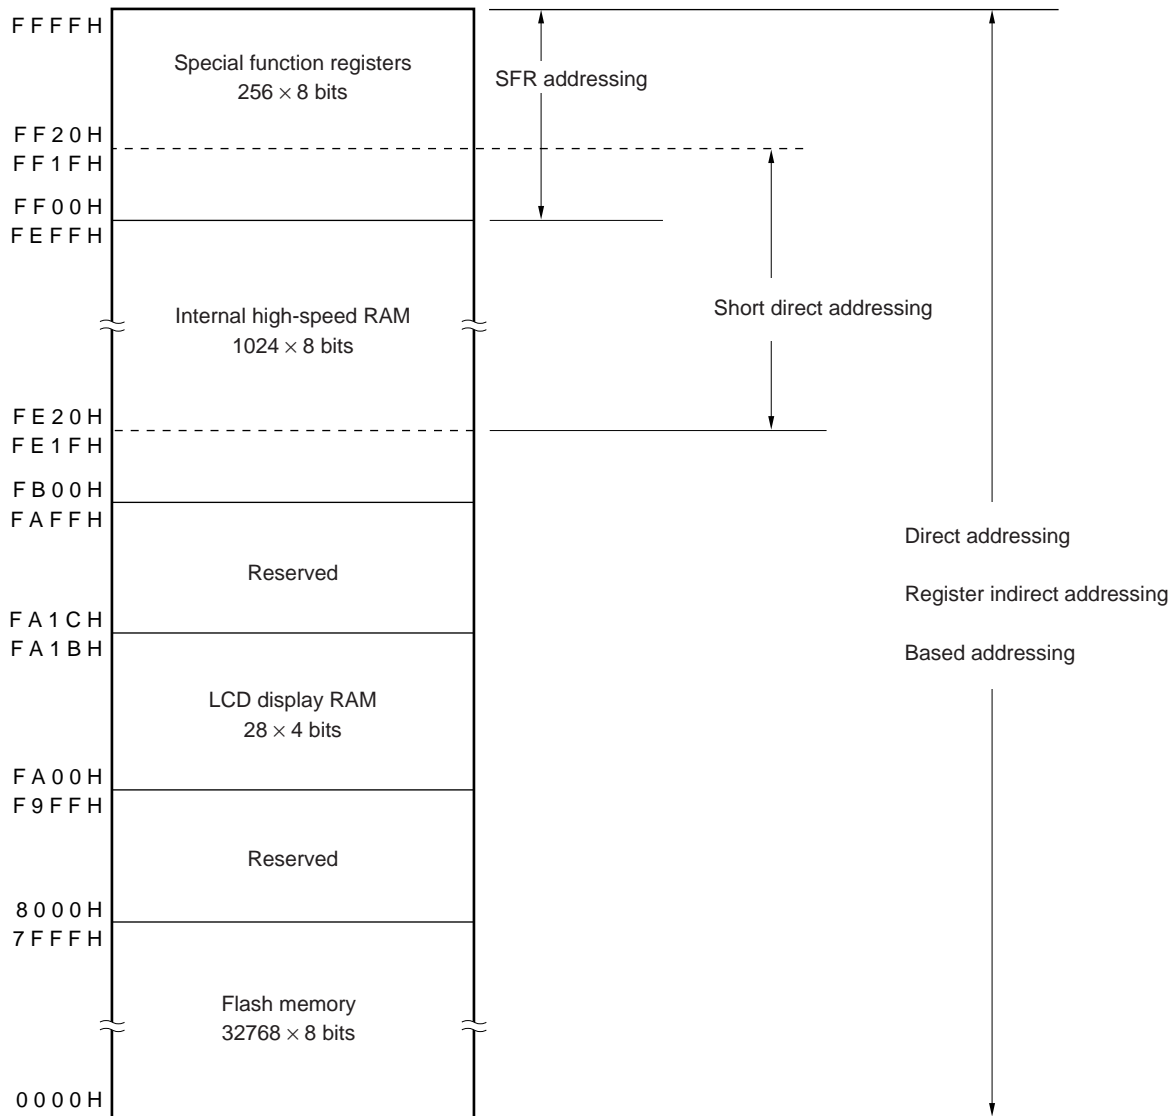 FFFFH
Special function registers
256 × 8 bits
SFR addressing
FF20H
FF1FH
FF00H
FEFFH
Internal high-speed RAM
1024 × 8 bits
Short direct addressing
FE20H
FE1FH
FB00H
FAFFH
Reserved
Direct addressing
Register indirect addressing
Based addressing
FA1CH
FA1BH
LCD display RAM
28 × 4 bits
FA00H
F9FFH
Reserved
8000H
7FFFH
Flash memory
32768 × 8 bits
0000H